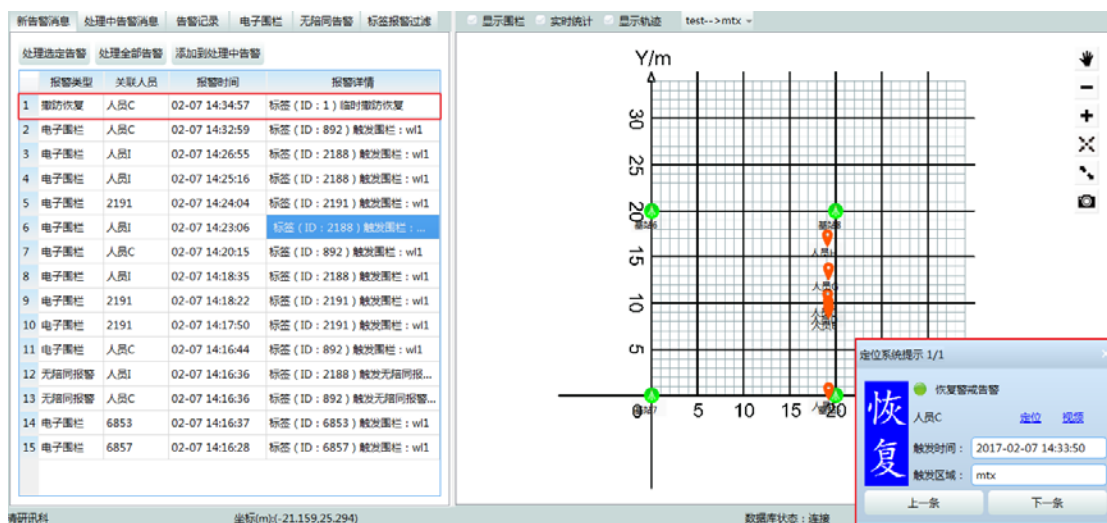 新告警消息 处理中告警消息 告警记录 电子围栏 无陪同告警 标签报警过滤
显示围栏 实时统计 显示轨迹 test-->mtx
处理选定告警 处理全部告警 添加到处理中告警
报警类型 关联人员 报警时间 报警详情
1 撤防恢复 人员C 02-07 14:34:57 标签(ID:1)临时撤防恢复
2 电子围栏 人员C 02-07 14:32:59 标签(ID:892)触发围栏:wl1
3 电子围栏 人员I 02-07 14:26:55 标签(ID:2188)触发围栏:wl1
4 电子围栏 人员I 02-07 14:25:16 标签(ID:2188)触发围栏:wl1
5 电子围栏 2191 02-07 14:24:04 标签(ID:2191)触发围栏:wl1
6 电子围栏 人员I 02-07 14:23:06 标签(ID:2188)触发围栏:...
7 电子围栏 人员C 02-07 14:20:15 标签(ID:892)触发围栏:wl1
8 电子围栏 人员I 02-07 14:18:35 标签(ID:2188)触发围栏:wl1
9 电子围栏 2191 02-07 14:18:22 标签(ID:2191)触发围栏:wl1
10 电子围栏 2191 02-07 14:17:50 标签(ID:2191)触发围栏:wl1
11 电子围栏 人员C 02-07 14:16:44 标签(ID:892)触发围栏:wl1
12 无陪同报警 人员I 02-07 14:16:36 标签(ID:2188)触发无陪同报...
13 无陪同报警 人员C 02-07 14:16:36 标签(ID:892)触发无陪同报警...
14 电子围栏 6853 02-07 14:16:37 标签(ID:6853)触发围栏:wl1
15 电子围栏 6857 02-07 14:16:28 标签(ID:6857)触发围栏:wl1
Y/m
30
25
20
15
10
5
0 5 10 15 20
定位系统提示 1/1
恢复
恢复警戒告警
人员C 定位 视频
触发时间: 2017-02-07 14:33:50
触发区域: mtx
上一条 下一条
清研讯科 坐标(m):(-21.159,25.294) 数据库状态:连接